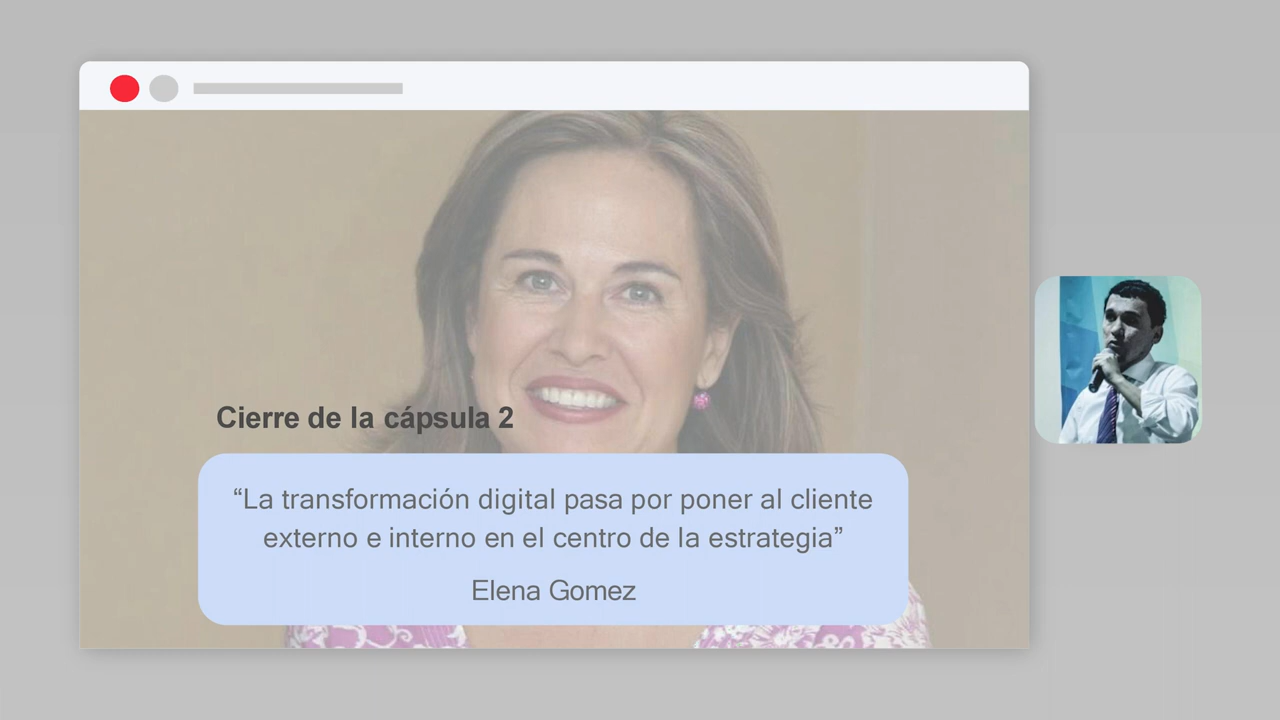 Cierre de la cápsula 2
“La transformación digital pasa por poner al cliente
externo e interno en el centro de la estrategia”
Elena Gomez